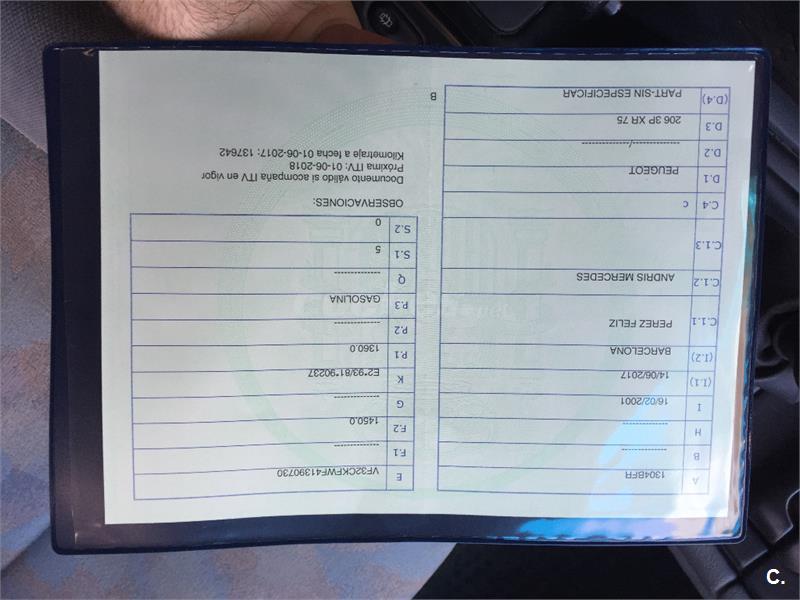 A 1304BFR
B --------------
H --------------
I 16/02/2001
(I.1) 14/06/2017
(I.2) BARCELONA
C.1.1 PEREZ FELIZ
C.1.2 ANDRIS MERCEDES
C.1.3
C.4 c
D.1 PEUGEOT
D.2 --------------/--------------
D.3 206 3P XR 75
(D.4) PART-SIN ESPECIFICAR
E VF32CKFWF41390730
F.1 --------------
F.2 1450.0
G --------------
K E2*93/81*90237
P.1 1360.0
P.2 --------------
P.3 GASOLINA
Q --------------
S.1 5
S.2 0
OBSERVACIONES:
Documento válido si acompaña ITV en vigor
Próxima ITV: 01-06-2018
Kilometraje a fecha 01-06-2017: 137642
B
C.